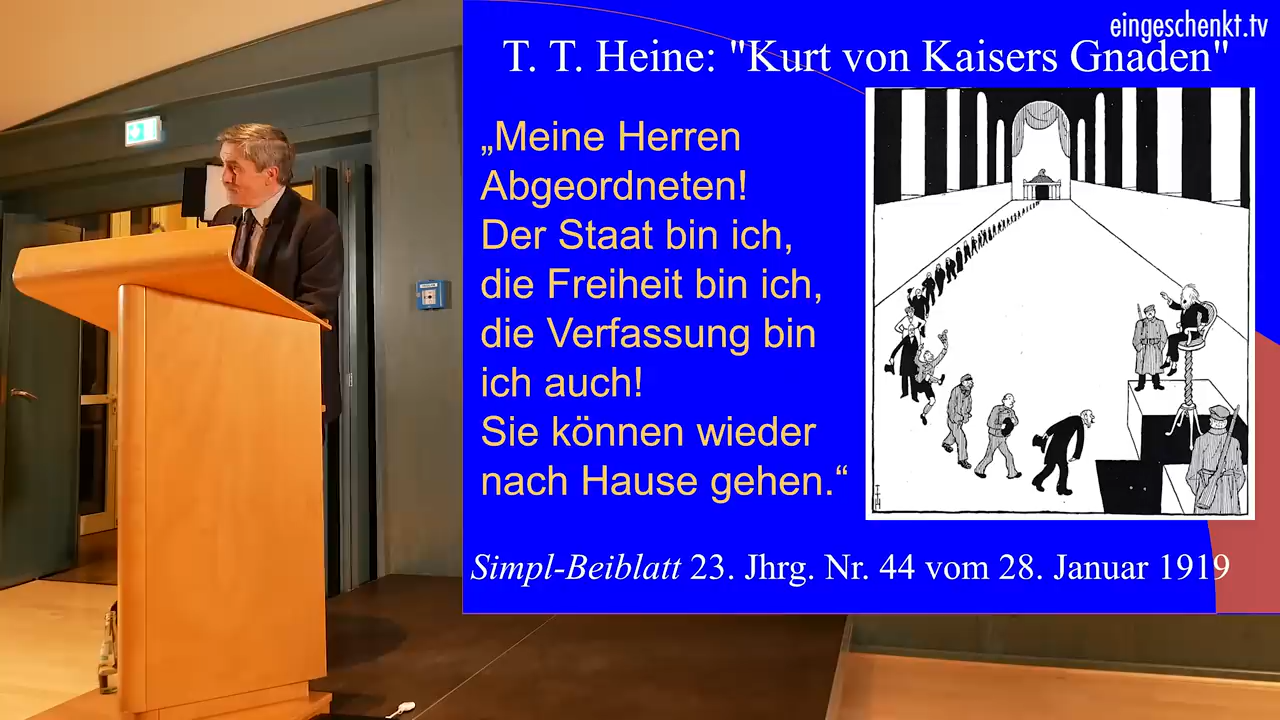 eingeschenkt.tv
T. T. Heine: "Kurt von Kaisers Gnaden"
„Meine Herren
Abgeordneten!
Der Staat bin ich,
die Freiheit bin ich,
die Verfassung bin
ich auch!
Sie können wieder
nach Hause gehen.“
Simpl-Beiblatt 23. Jhrg. Nr. 44 vom 28. Januar 1919